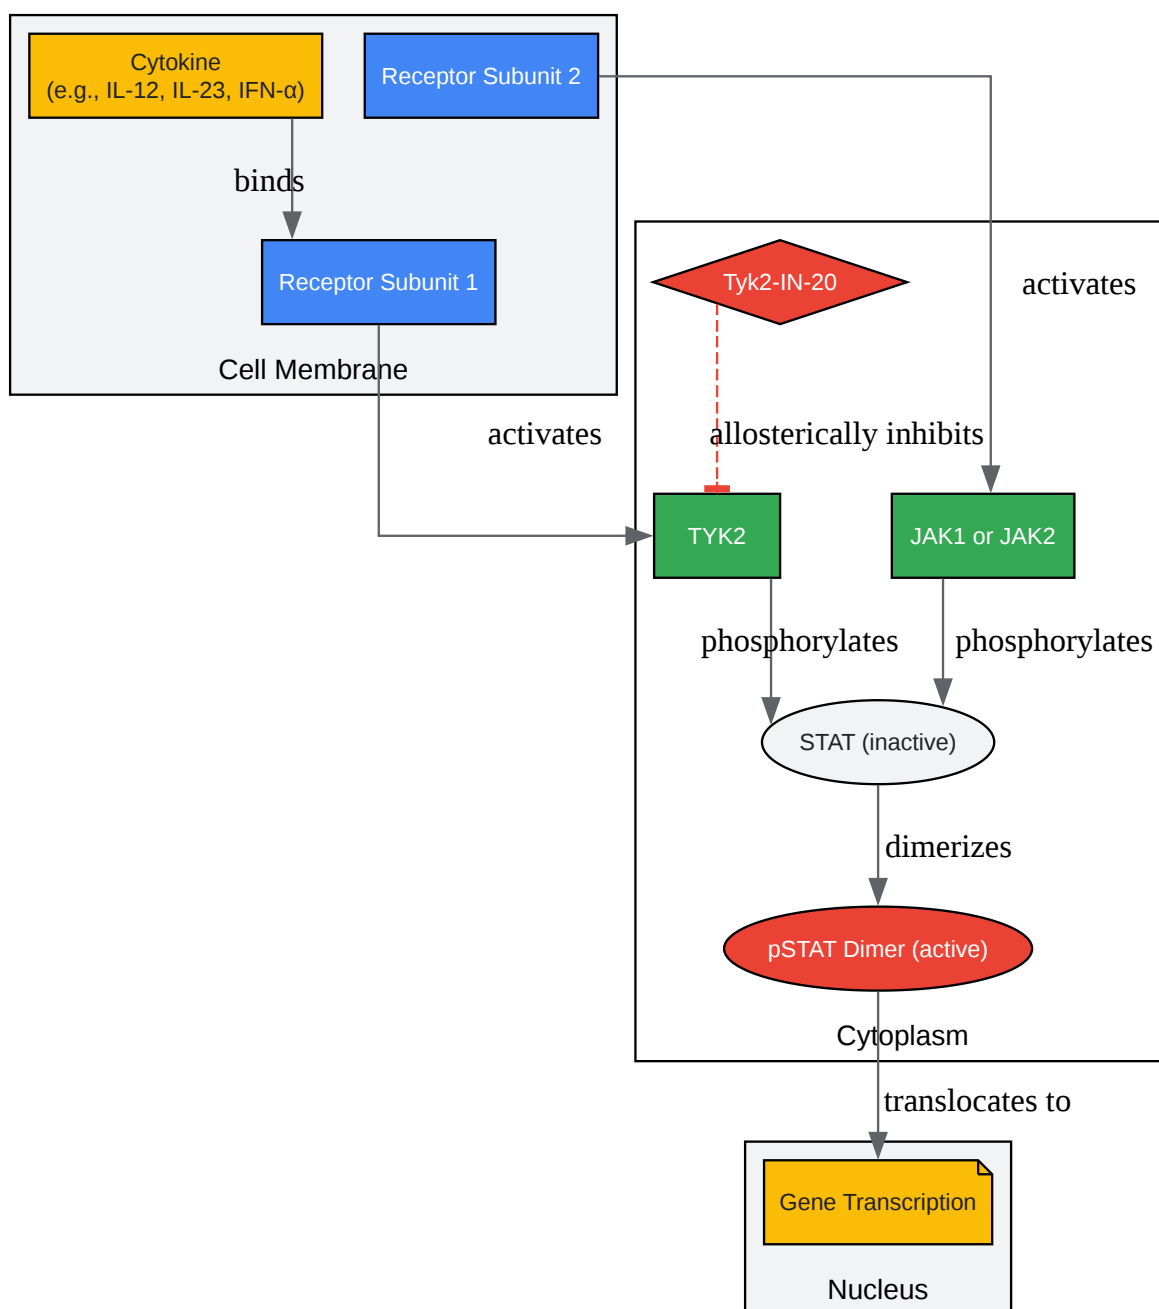 Cytokine
(e.g., IL-12, IL-23, IFN-α)
Receptor Subunit 2
binds
Receptor Subunit 1
Cell Membrane
Tyk2-IN-20
activates
activates
allosterically inhibits
TYK2
JAK1 or JAK2
phosphorylates
phosphorylates
STAT (inactive)
dimerizes
pSTAT Dimer (active)
Cytoplasm
translocates to
Gene Transcription
Nucleus